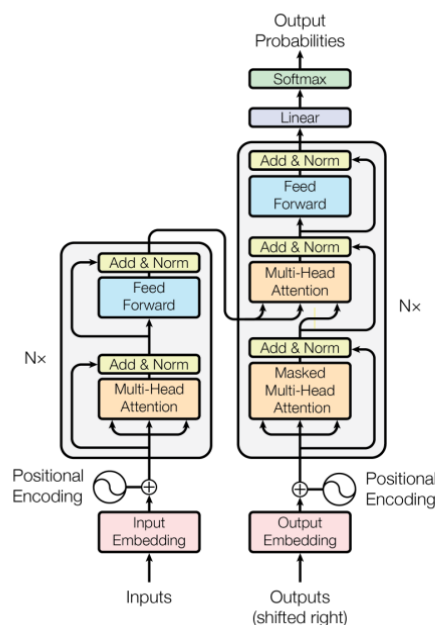 Output
Probabilities
Softmax
Linear
Add & Norm
Feed
Forward
Add & Norm
Multi-Head
Attention
Nx
Add & Norm
Masked
Multi-Head
Attention
Positional
Encoding
Output
Embedding
Outputs
(shifted right)
Add & Norm
Feed
Forward
Nx
Add & Norm
Multi-Head
Attention
Positional
Encoding
Input
Embedding
Inputs